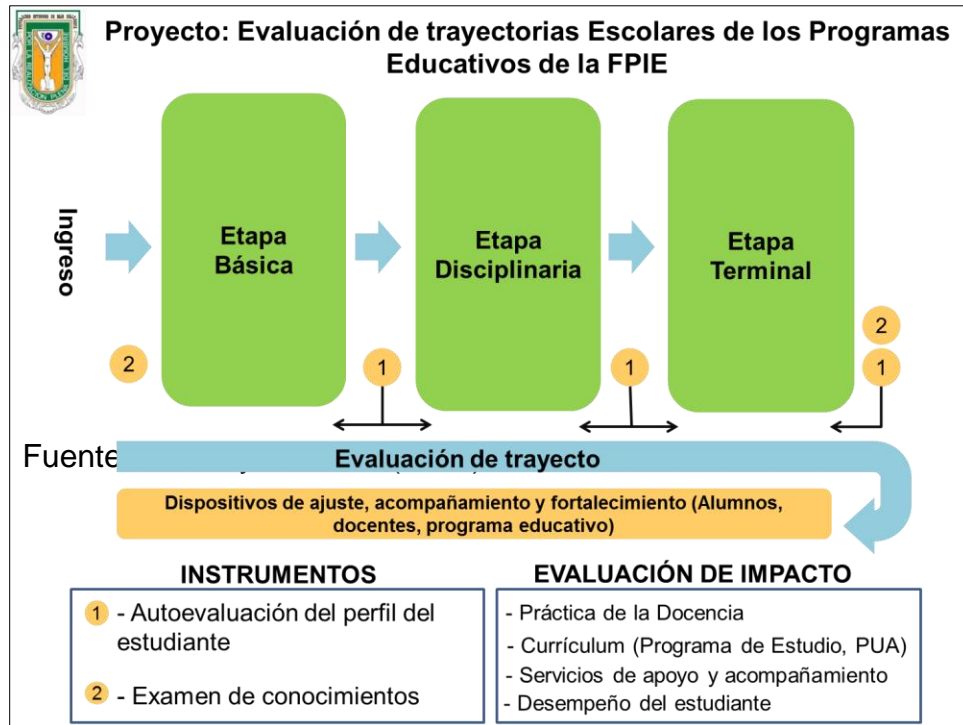 Proyecto: Evaluación de trayectorias Escolares de los Programas
Educativos de la FPIE
Ingreso
Etapa
Básica
Etapa
Disciplinaria
Etapa
Terminal
2
1
1
2
1
Fuente
Evaluación de trayecto
Dispositivos de ajuste, acompañamiento y fortalecimiento (Alumnos,
docentes, programa educativo)
INSTRUMENTOS
1 - Autoevaluación del perfil del
estudiante
2 - Examen de conocimientos
EVALUACIÓN DE IMPACTO
- Práctica de la Docencia
- Currículum (Programa de Estudio, PUA)
- Servicios de apoyo y acompañamiento
- Desempeño del estudiante